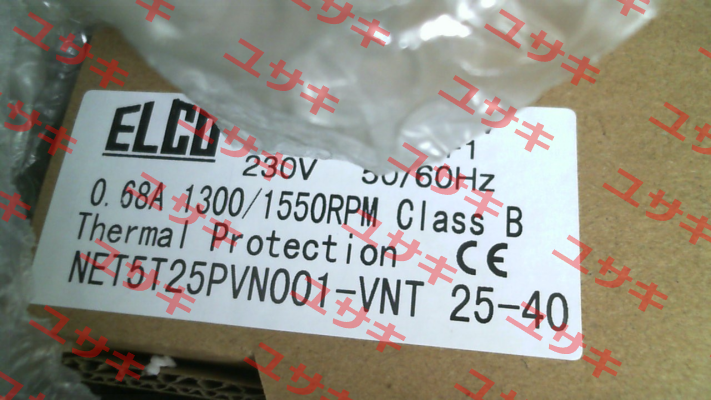 ELCO
230V 50/60Hz
0.68A 1300/1550RPM Class B
Thermal Protection CE
NET5T25PVN001-VNT 25-40
ユサキ